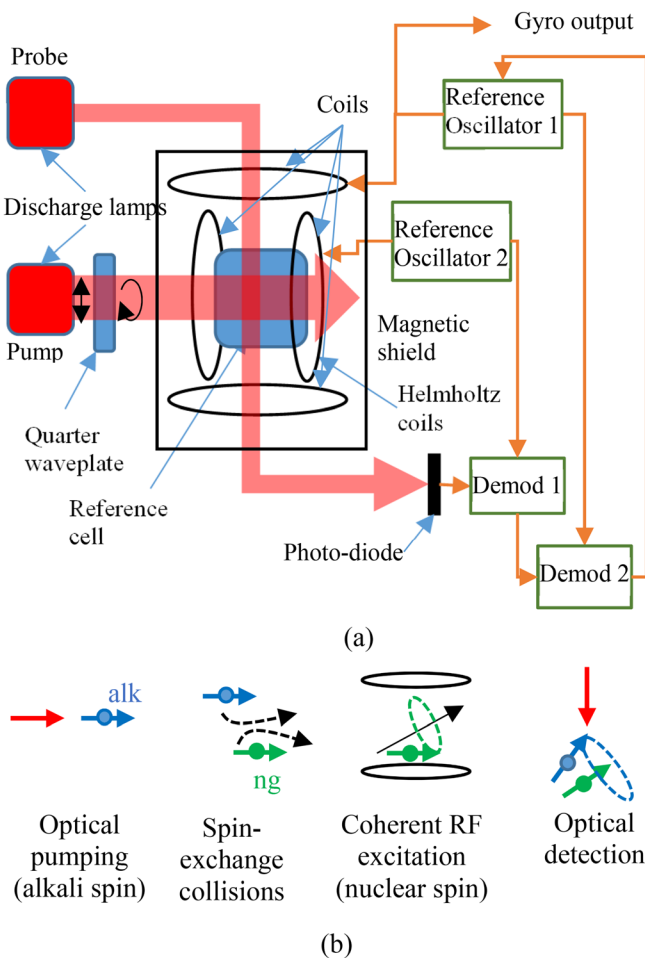 Gyro output
Probe
Coils
Reference
Oscillator 1
Discharge lamps
Reference
Oscillator 2
Pump
Magnetic
shield
Helmholtz
coils
Quarter
waveplate
Reference
cell
Photo-diode
Demod 1
Demod 2
(a)
alk
ng
Optical
pumping
(alkali spin)
Spin-
exchange
collisions
Coherent RF
excitation
(nuclear spin)
Optical
detection
(b)